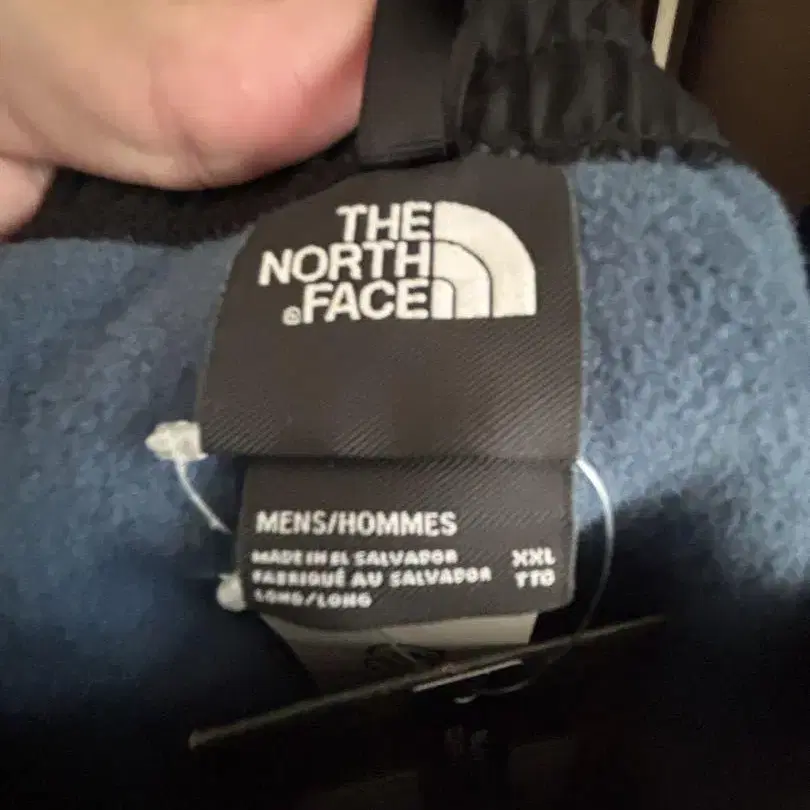 THE
NORTH
®FACE
MENS/HOMMES
MADE IN EL SALVADOR XXL
FABRIQUÉ AU SALVADOR TTG
LONG/LONG